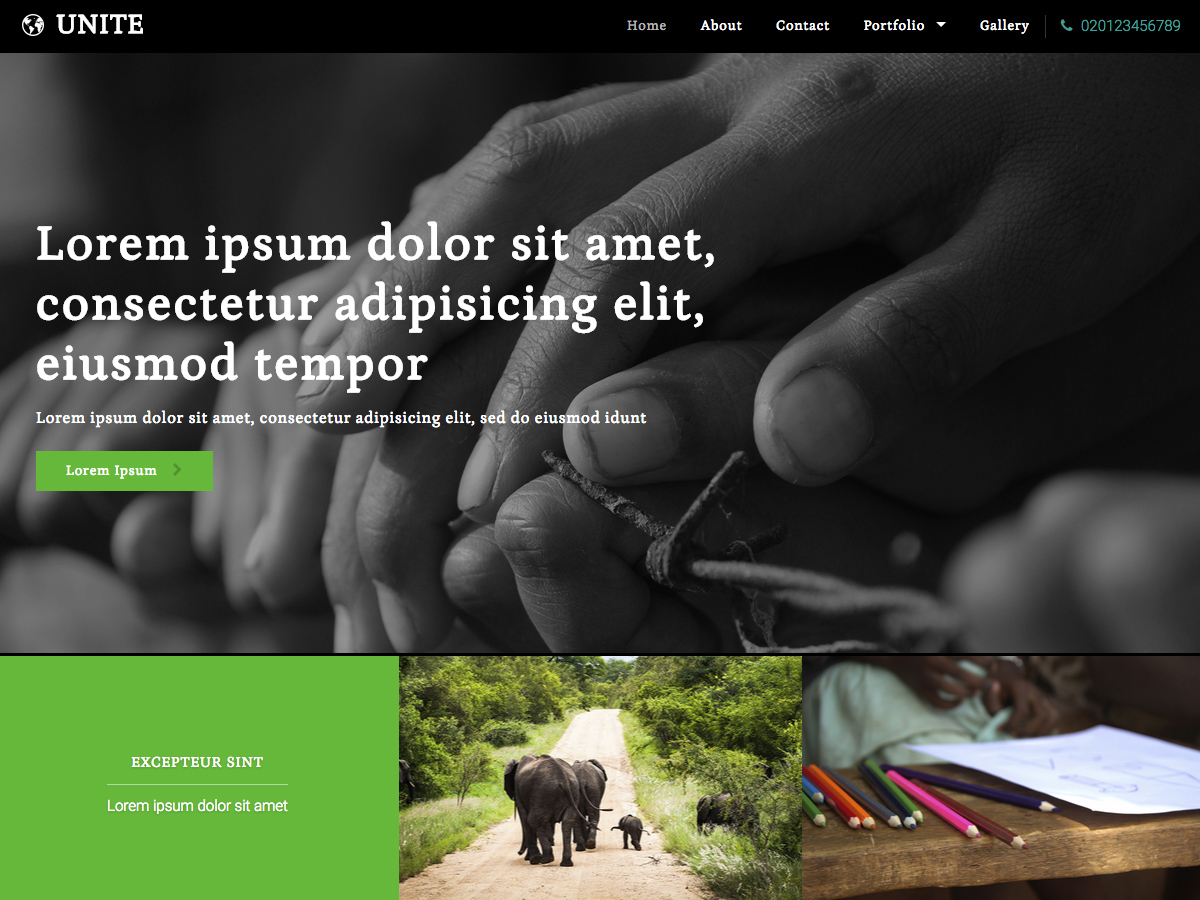 UNITE
Home
About
Contact
Portfolio
Gallery
020123456789
Lorem ipsum dolor sit amet,
consectetur adipisicing elit,
eiusmod tempor
Lorem ipsum dolor sit amet, consectetur adipisicing elit, sed do eiusmod idunt
Lorem Ipsum
EXCEPTEUR SINT
Lorem ipsum dolor sit amet